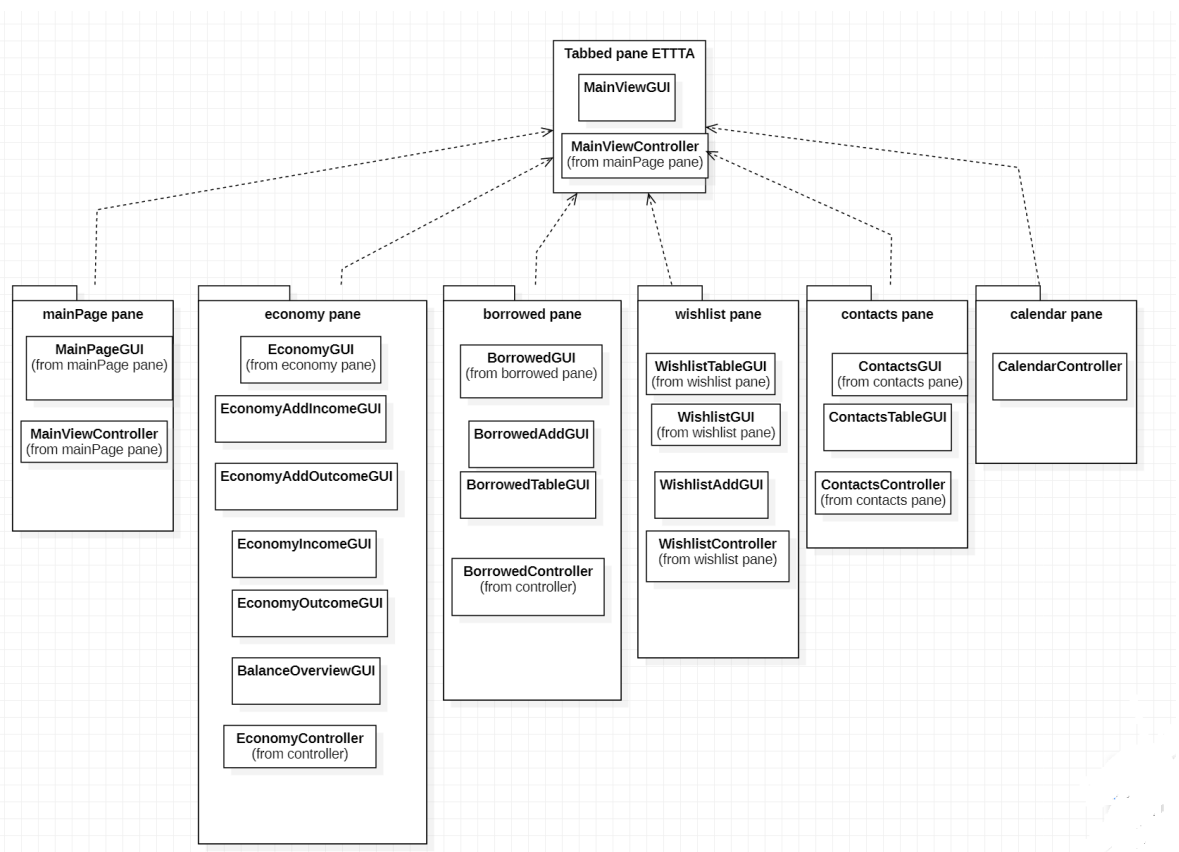 Tabbed pane ETTTA
MainViewGUI
MainViewController
(from mainPage pane)
mainPage pane
MainPageGUI
(from mainPage pane)
MainViewController
(from mainPage pane)
economy pane
EconomyGUI
(from economy pane)
EconomyAddIncomeGUI
EconomyAddOutcomeGUI
EconomyIncomeGUI
EconomyOutcomeGUI
BalanceOverviewGUI
EconomyController
(from controller)
borrowed pane
BorrowedGUI
(from borrowed pane)
BorrowedAddGUI
BorrowedTableGUI
BorrowedController
(from controller)
wishlist pane
WishlistTableGUI
(from wishlist pane)
WishlistGUI
(from wishlist pane)
WishlistAddGUI
WishlistController
(from wishlist pane)
contacts pane
ContactsGUI
(from contacts pane)
ContactsTableGUI
ContactsController
(from contacts pane)
calendar pane
CalendarController